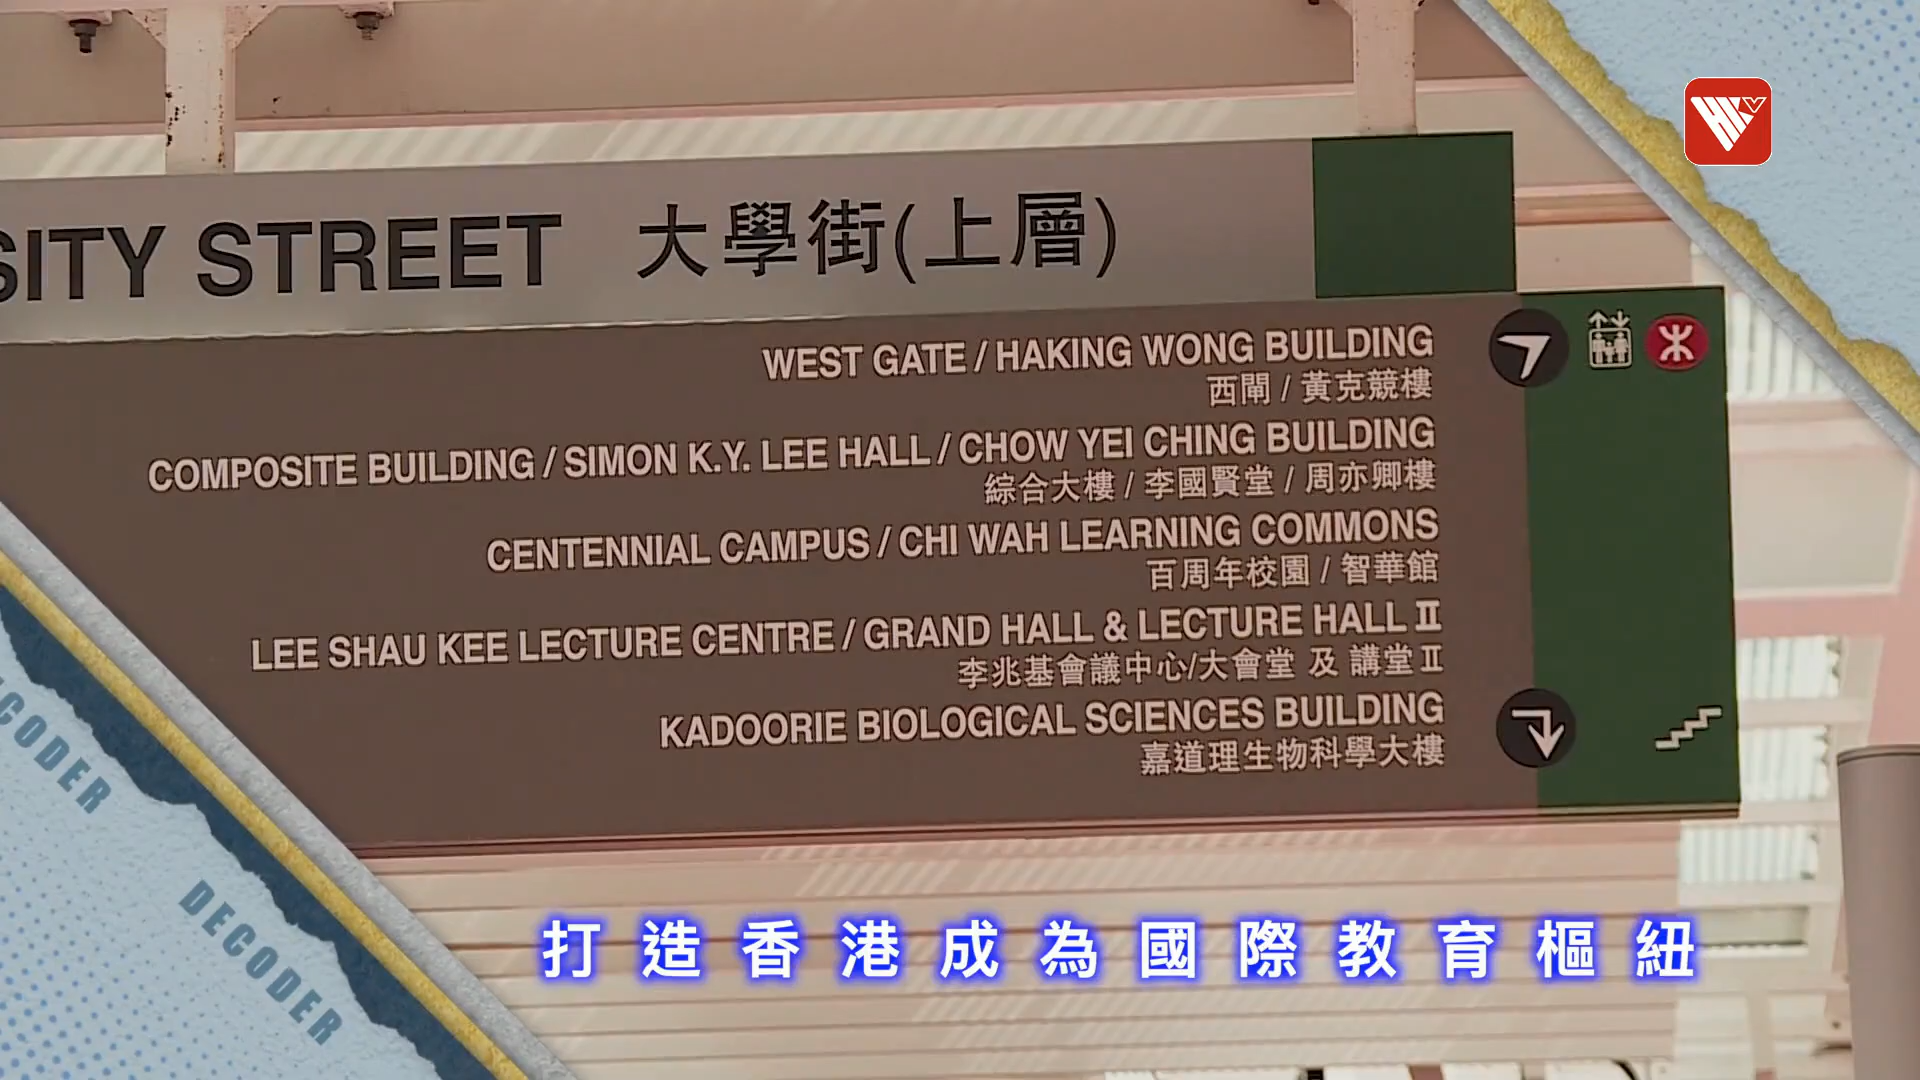 SITY STREET 大學街(上層)
WEST GATE / HAKING WONG BUILDING
西閘 / 黃克競樓
COMPOSITE BUILDING / SIMON K.Y. LEE HALL / CHOW YEI CHING BUILDING
綜合大樓 / 李國賢堂 / 周亦卿樓
CENTENNIAL CAMPUS / CHI WAH LEARNING COMMONS
百周年校園 / 智華館
LEE SHAU KEE LECTURE CENTRE / GRAND HALL & LECTURE HALL II
李兆基會議中心/大會堂 及 講堂II
KADOORIE BIOLOGICAL SCIENCES BUILDING
嘉道理生物科學大樓
CODER
DECODER
打造香港成為國際教育樞紐